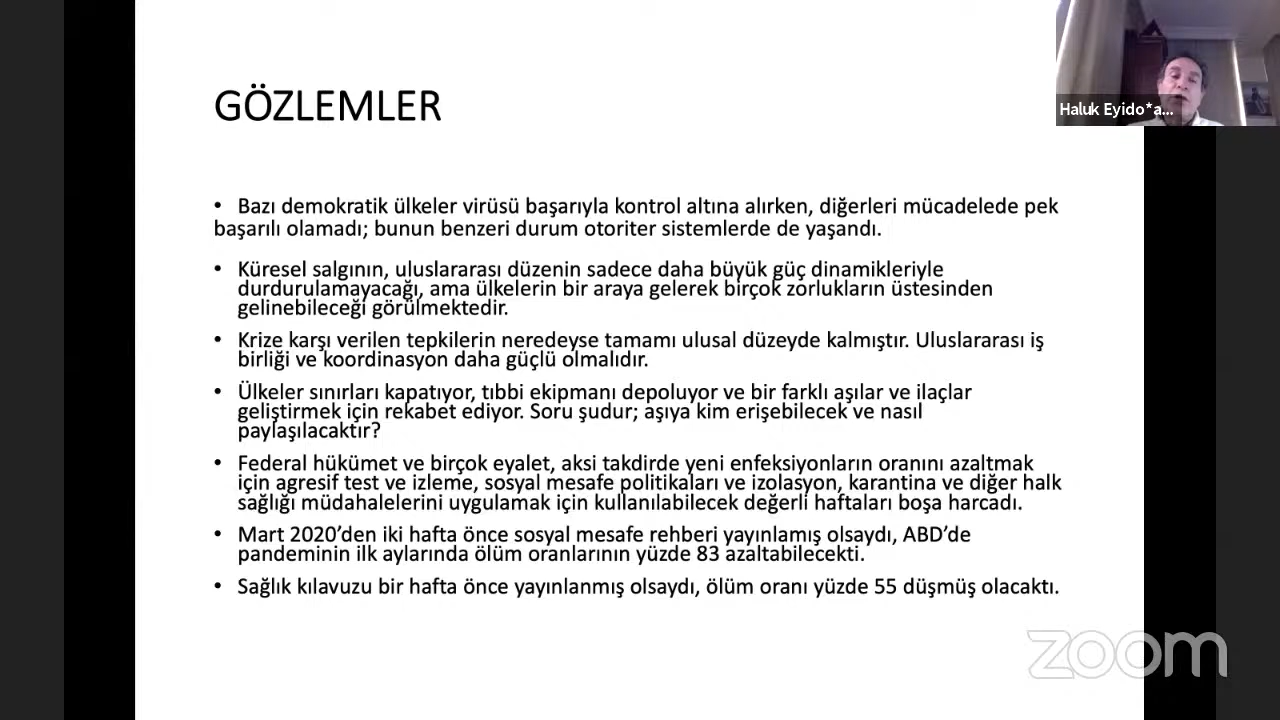 GÖZLEMLER
Haluk Eyido*a...
• Bazı demokratik ülkeler virüsü başarıyla kontrol altına alırken, diğerleri mücadelede pek
başarılı olamadı; bunun benzeri durum otoriter sistemlerde de yaşandı.
• Küresel salgının, uluslararası düzenin sadece daha büyük güç dinamikleriyle
durdurulamayacağı, ama ülkelerin bir araya gelerek birçok zorlukların üstesinden
gelinebileceği görülmektedir.
• Krize karşı verilen tepkilerin neredeyse tamamı ulusal düzeyde kalmıştır. Uluslararası iş
birliği ve koordinasyon daha güçlü olmalıdır.
• Ülkeler sınırları kapatıyor, tıbbi ekipmanı depoluyor ve bir farklı aşılar ve ilaçlar
geliştirmek için rekabet ediyor. Soru şudur; aşıya kim erişebilecek ve nasıl
paylaşılacaktır?
• Federal hükümet ve birçok eyalet, aksi takdirde yeni enfeksiyonların oranını azaltmak
için agresif test ve izleme, sosyal mesafe politikaları ve izolasyon, karantina ve diğer halk
sağlığı müdahalelerini uygulamak için kullanılabilecek değerli haftaları boşa harcadı.
• Mart 2020’den iki hafta önce sosyal mesafe rehberi yayınlamış olsaydı, ABD’de
pandeminin ilk aylarında ölüm oranlarının yüzde 83 azaltabilecekti.
• Sağlık kılavuzu bir hafta önce yayınlanmış olsaydı, ölüm oranı yüzde 55 düşmüş olacaktı.
zoom